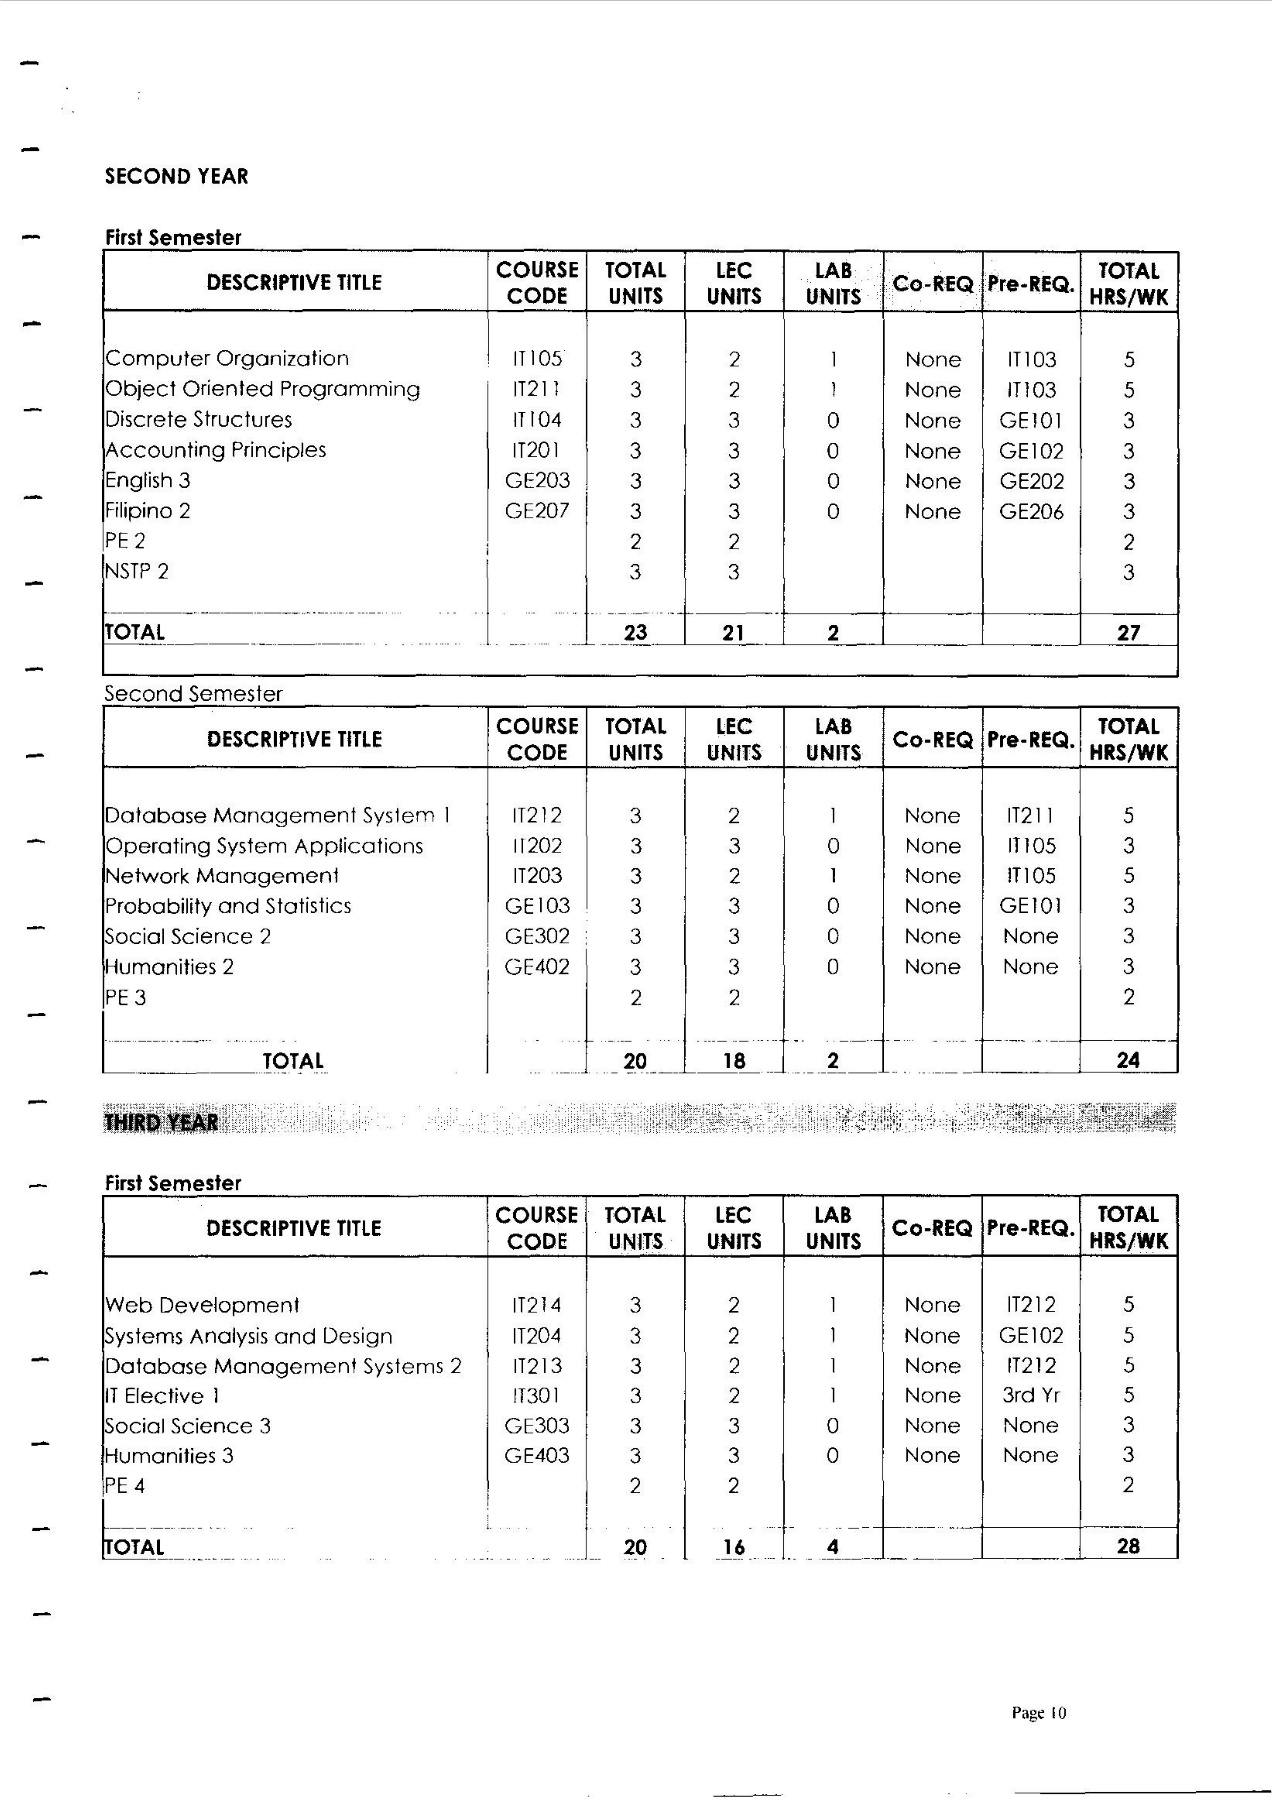 SECOND YEAR
First Semester
DESCRIPTIVE TITLE COURSE CODE TOTAL UNITS LEC UNITS LAB UNITS Co-REQ Pre-REQ. TOTAL HRS/WK
Computer Organization IT105 3 2 1 None IT103 5
Object Oriented Programming IT211 3 2 1 None IT103 5
Discrete Structures IT104 3 3 0 None GE101 3
Accounting Principles IT201 3 3 0 None GE102 3
English 3 GE203 3 3 0 None GE202 3
Filipino 2 GE207 3 3 0 None GE206 3
PE 2 2 2 2
NSTP 2 3 3 3
TOTAL 23 21 2 27
Second Semester
DESCRIPTIVE TITLE COURSE CODE TOTAL UNITS LEC UNITS LAB UNITS Co-REQ Pre-REQ. TOTAL HRS/WK
Database Management System 1 IT212 3 2 1 None IT211 5
Operating System Applications IT202 3 3 0 None IT105 3
Network Management IT203 3 2 1 None IT105 5
Probability and Statistics GE103 3 3 0 None GE101 3
Social Science 2 GE302 3 3 0 None None 3
Humanities 2 GE402 3 3 0 None None 3
PE 3 2 2 2
TOTAL 20 18 2 24
THIRD YEAR
First Semester
DESCRIPTIVE TITLE COURSE CODE TOTAL UNITS LEC UNITS LAB UNITS Co-REQ Pre-REQ. TOTAL HRS/WK
Web Development IT214 3 2 1 None IT212 5
Systems Analysis and Design IT204 3 2 1 None GE102 5
Database Management Systems 2 IT213 3 2 1 None IT212 5
IT Elective 1 IT301 3 2 1 None 3rd Yr 5
Social Science 3 GE303 3 3 0 None None 3
Humanities 3 GE403 3 3 0 None None 3
PE 4 2 2 2
TOTAL 20 16 4 28
Page 10